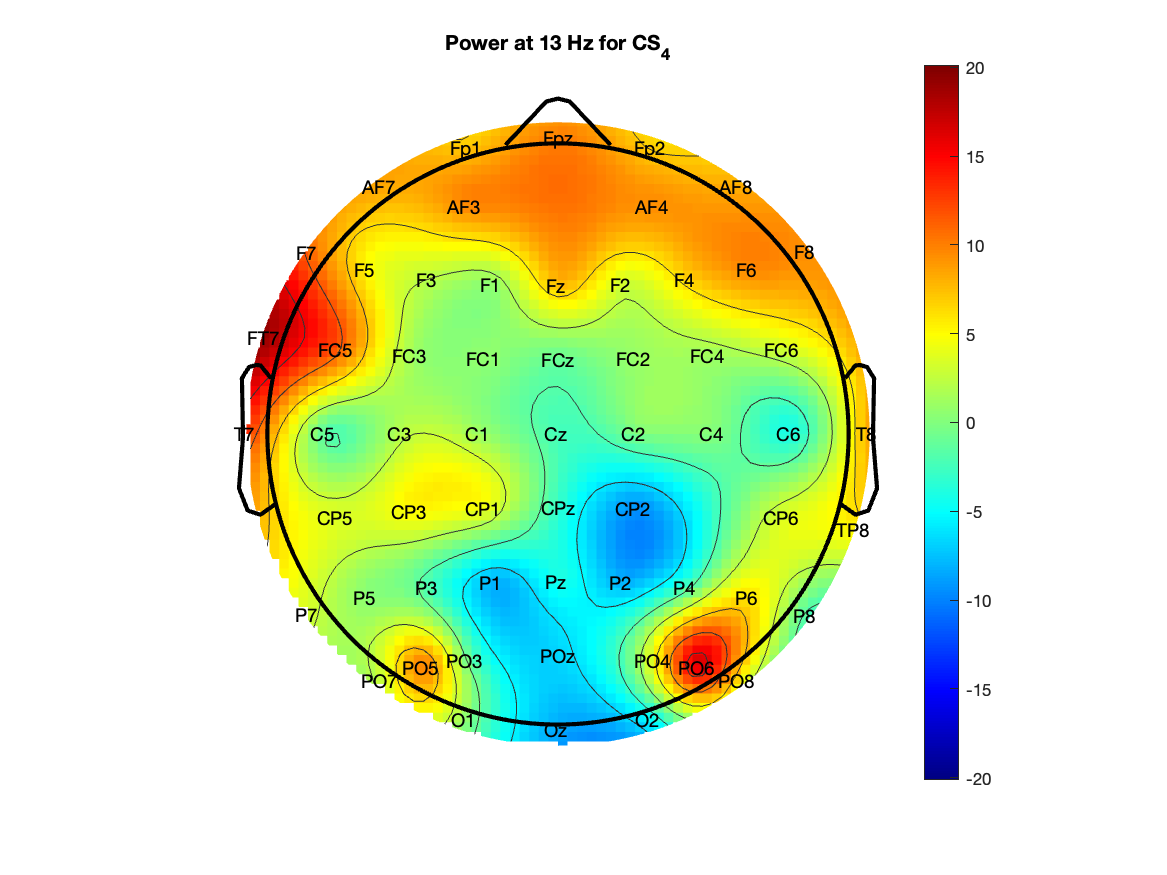 Power at 13 Hz for CS4
Fp1 Fpz Fp2
AF7 AF8
AF3 AF4
F7 F8
F5 F6
F3 F1 Fz F2 F4
FT7
FC5 FC3 FC1 FCz FC2 FC4 FC6
T7 C5 C3 C1 Cz C2 C4 C6 T8
CP5 CP3 CP1 CPz CP2 CP6 TP8
P7 P5 P3 P1 Pz P2 P4 P6 P8
PO7 PO5 PO3 POz PO4 PO6 PO8
O1 Oz O2
20
15
10
5
0
-5
-10
-15
-20